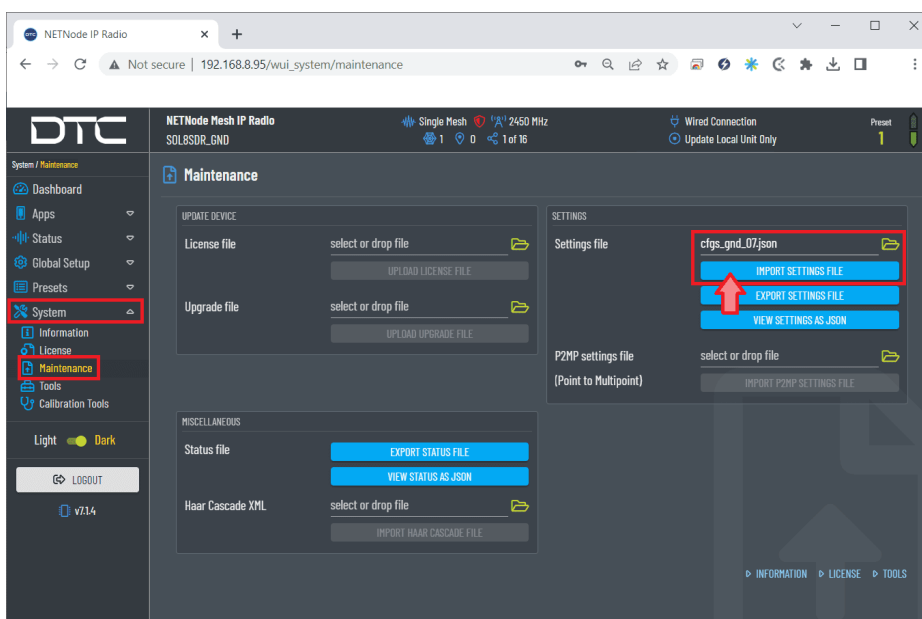 NETNode IP Radio
Not secure | 192.168.8.95/wui_system/maintenance
DTC
NETNode Mesh IP Radio
SOL8SDR_GND
Single Mesh 2450 MHz
1 0 1 of 16
Wired Connection
Update Local Unit Only
Preset
1
System / Maintenance
Dashboard
Apps
Status
Global Setup
Presets
System
Information
License
Maintenance
Tools
Calibration Tools
Light Dark
LOGOUT
v7.1.4
Maintenance
UPDATE DEVICE
License file select or drop file
UPLOAD LICENSE FILE
Upgrade file select or drop file
UPLOAD UPGRADE FILE
SETTINGS
Settings file cfgs_gnd_07.json
IMPORT SETTINGS FILE
EXPORT SETTINGS FILE
VIEW SETTINGS AS JSON
P2MP settings file select or drop file
(Point to Multipoint) IMPORT P2MP SETTINGS FILE
MISCELLANEOUS
Status file EXPORT STATUS FILE
VIEW STATUS AS JSON
Haar Cascade XML select or drop file
IMPORT HAAR CASCADE FILE
INFORMATION LICENSE TOOLS